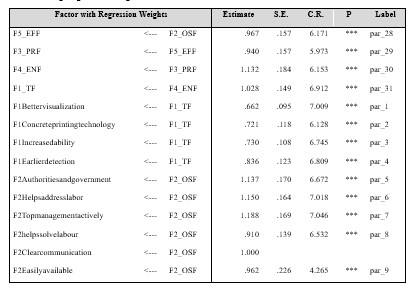 Factor with Regression Weights Estimate S.E. C.R. P Label
F5_EFF <--- F2_OSF .967 .157 6.171 *** par_28
F3_PRF <--- F5_EFF .940 .157 5.973 *** par_29
F4_ENF <--- F3_PRF 1.132 .184 6.153 *** par_30
F1_TF <--- F4_ENF 1.028 .149 6.912 *** par_31
F1Bettervisualization <--- F1_TF .662 .095 7.009 *** par_1
F1Concreteprintingtechnology <--- F1_TF .721 .118 6.128 *** par_2
F1Increasedability <--- F1_TF .730 .108 6.745 *** par_3
F1Earlierdetection <--- F1_TF .836 .123 6.809 *** par_4
F2Authoritiesandgovernment <--- F2_OSF 1.137 .170 6.672 *** par_5
F2Helpsaddresslabor <--- F2_OSF 1.150 .164 7.018 *** par_6
F2Topmanagementactively <--- F2_OSF 1.188 .169 7.046 *** par_7
F2helpssolvelabour <--- F2_OSF .910 .139 6.532 *** par_8
F2Clearcommunication <--- F2_OSF 1.000
F2Easilyavailable <--- F2_OSF .962 .226 4.265 *** par_9